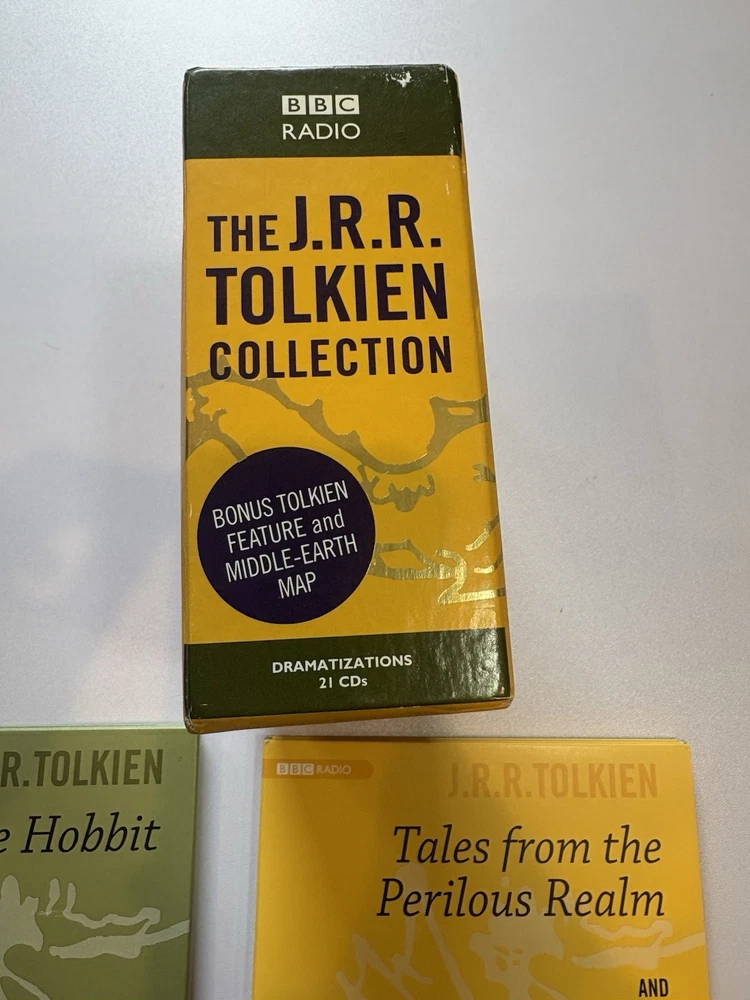 BBC
RADIO
THE J.R.R.
TOLKIEN
COLLECTION
BONUS TOLKIEN
FEATURE and
MIDDLE-EARTH
MAP
DRAMATIZATIONS
21 CDs
R.TOLKIEN
e Hobbit
BBC RADIO
J.R.R.TOLKIEN
Tales from the
Perilous Realm
AND